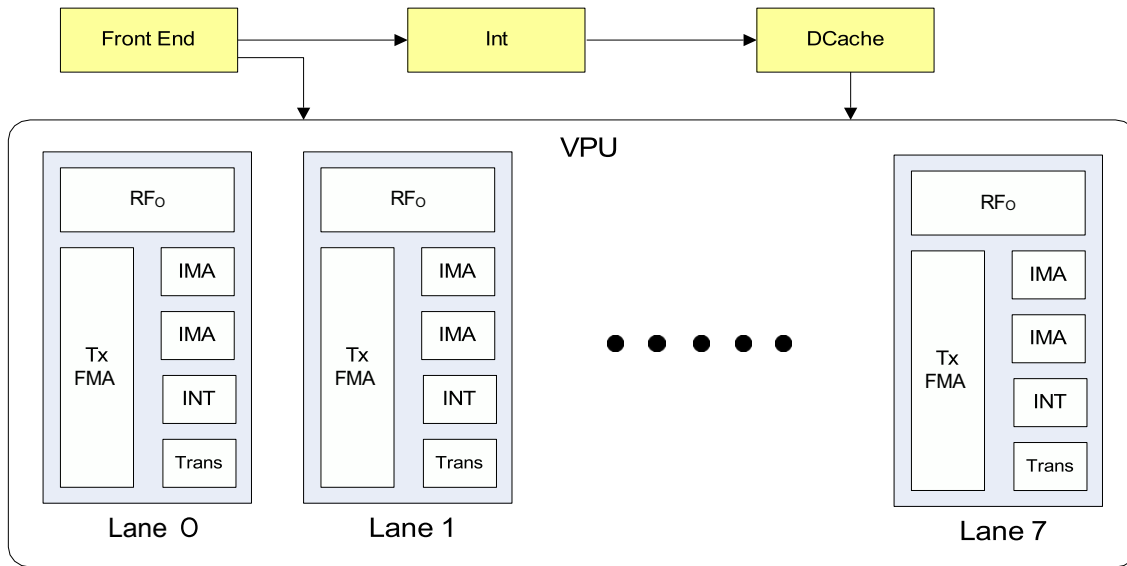 Front End
Int
DCache
VPU
RFO
Tx
FMA
IMA
IMA
INT
Trans
Lane 0
RFO
Tx
FMA
IMA
IMA
INT
Trans
Lane 1
RFO
Tx
FMA
IMA
IMA
INT
Trans
Lane 7